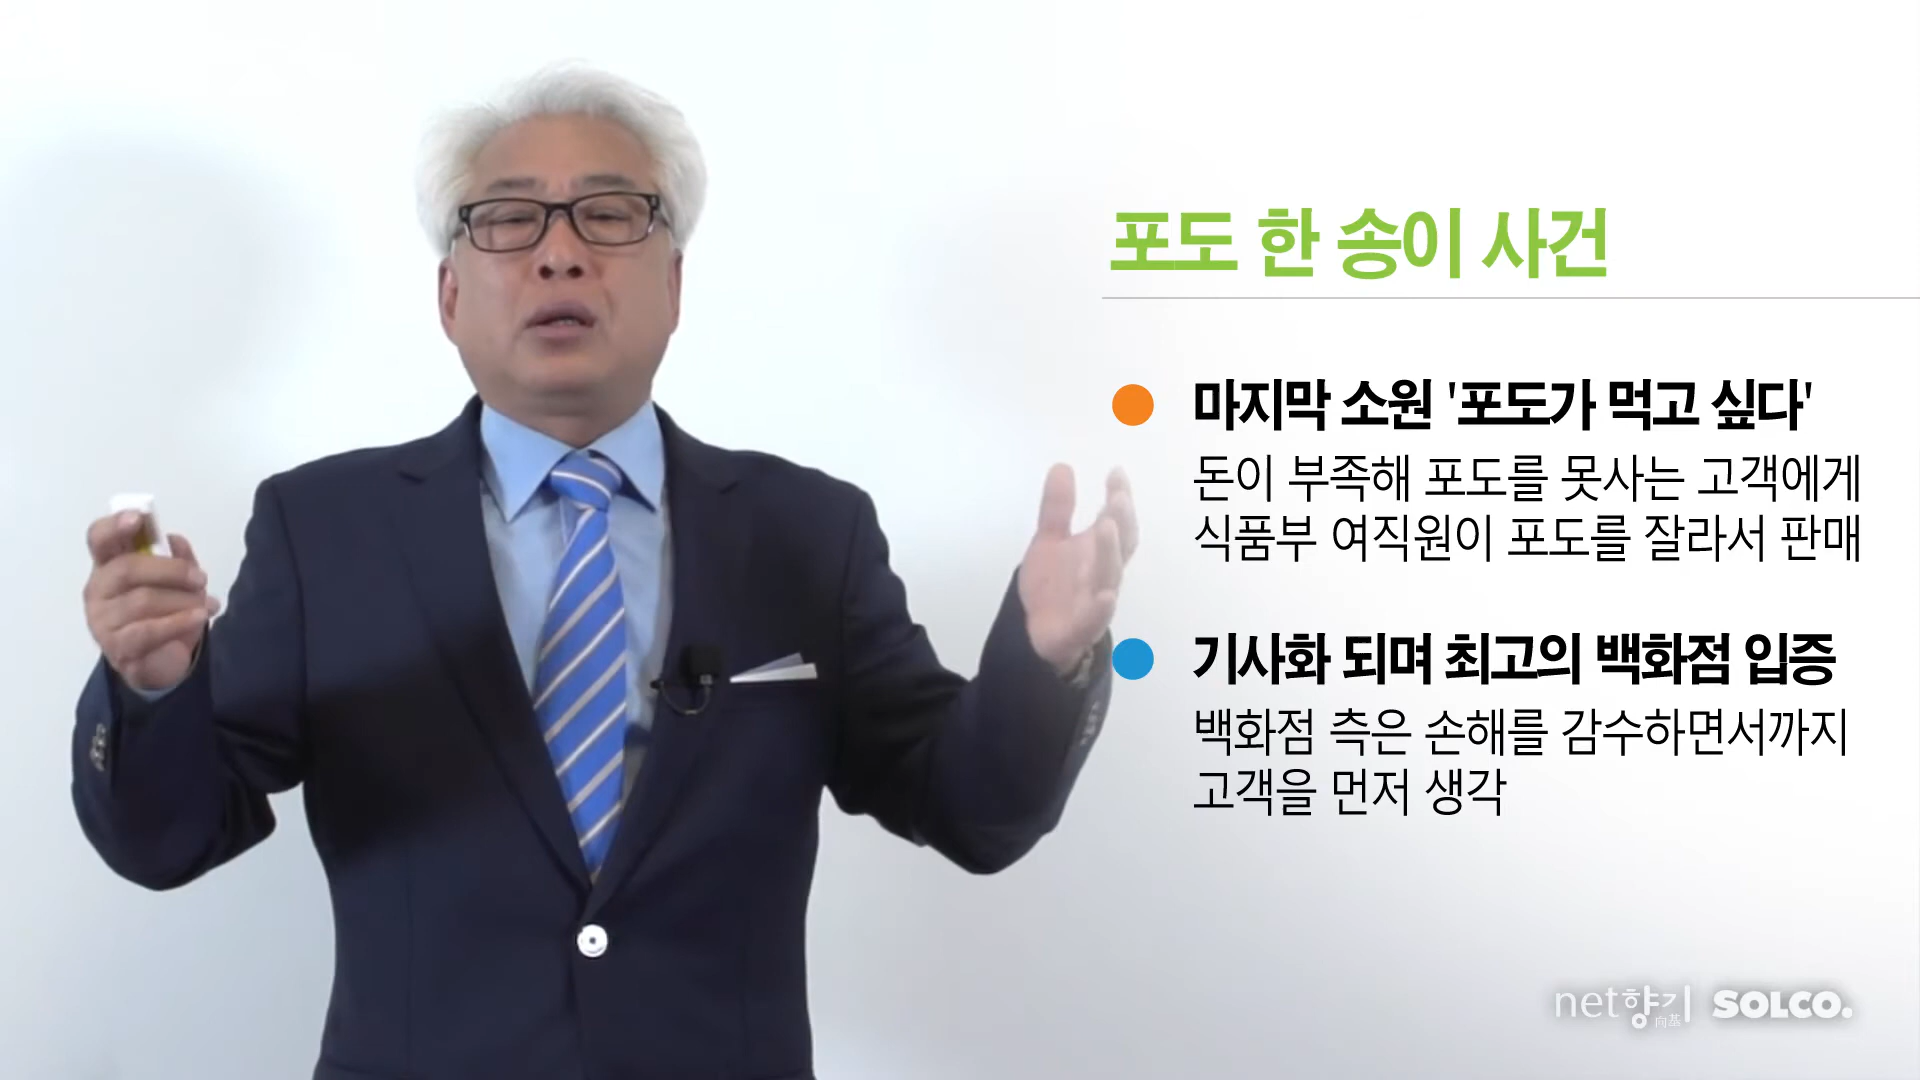 포도 한 송이 사건
마지막 소원 '포도가 먹고 싶다'
돈이 부족해 포도를 못사는 고객에게
식품부 여직원이 포도를 잘라서 판매
기사화 되며 최고의 백화점 입증
백화점 측은 손해를 감수하면서까지
고객을 먼저 생각
net향기 SOLCO.
向基